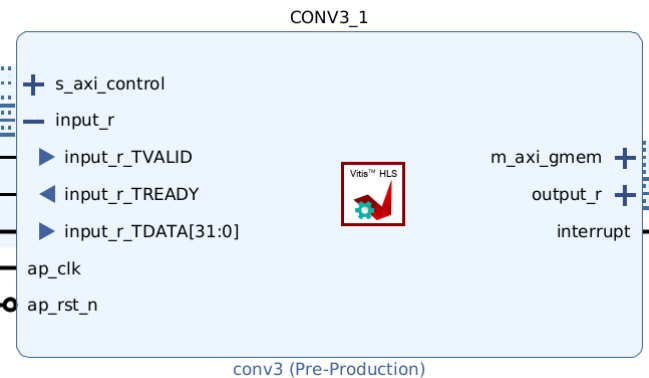 CONV3_1
s_axi_control
input_r
input_r_TVALID
input_r_TREADY
input_r_TDATA[31:0]
ap_clk
ap_rst_n
Vitis™ HLS
m_axi_gmem
output_r
interrupt
conv3 (Pre-Production)